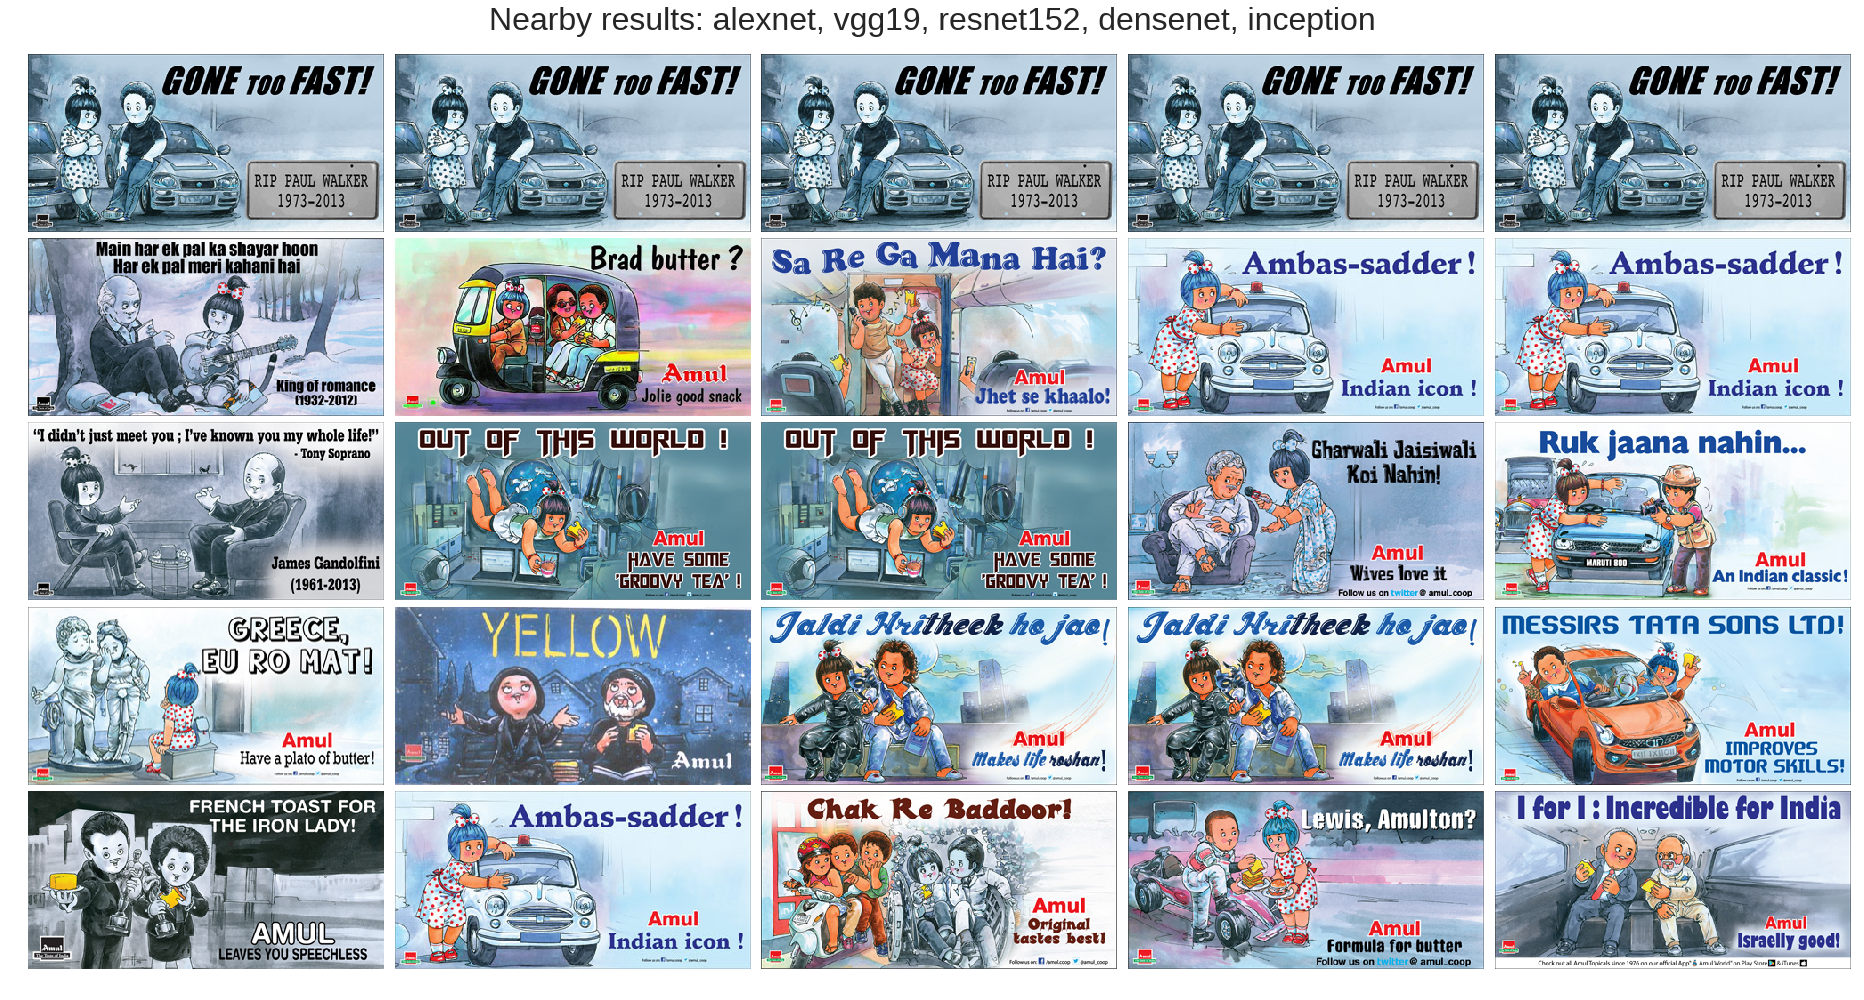 Nearby results: alexnet, vgg19, resnet152, densenet, inception
GONE TOO FAST!
RIP PAUL WALKER
1973-2013
GONE TOO FAST!
RIP PAUL WALKER
1973-2013
GONE TOO FAST!
RIP PAUL WALKER
1973-2013
GONE TOO FAST!
RIP PAUL WALKER
1973-2013
GONE TOO FAST!
RIP PAUL WALKER
1973-2013
Main har ek pal ka shayar hoon
Har ek pal meri kahani hai
King of romance
(1932-2012)
Brad butter ?
Amul
Jolie good snack
Sa Re Ga Mana Hai?
Amul
Jhet se khaalo!
Ambas-sadder !
Amul
Indian icon !
Ambas-sadder !
Amul
Indian icon !
"I didn't just meet you ; I've known you my whole life!"
- Tony Soprano
James Gandolfini
(1961-2013)
OUT OF THIS WORLD !
Amul
HAVE SOME
'GROOVY TEA' !
OUT OF THIS WORLD !
Amul
HAVE SOME
'GROOVY TEA' !
Gharwali Jaisiwali
Koi Nahin!
Amul
Wives love it
Follow us on twitter @ amul_coop
Ruk jaana nahin...
MARUTI 800
Amul
An Indian classic!
GREECE,
EU RO MAT!
Amul
Have a plato of butter!
YELLOW
Amul
Jaldi Hritheek ho jao!
Amul
Makes life roshan!
Jaldi Hritheek ho jao!
Amul
Makes life roshan!
MESSIRS TATA SONS LTD!
Amul
IMPROVES
MOTOR SKILLS!
FRENCH TOAST FOR
THE IRON LADY!
AMUL
LEAVES YOU SPEECHLESS
Ambas-sadder !
Amul
Indian icon !
Chak Re Baddoor!
Amul
Original
tastes best!
Lewis, Amulton?
Amul
Formula for butter
Follow us on twitter @ amul_coop
I for I : Incredible for India
Amul
Israelly good!